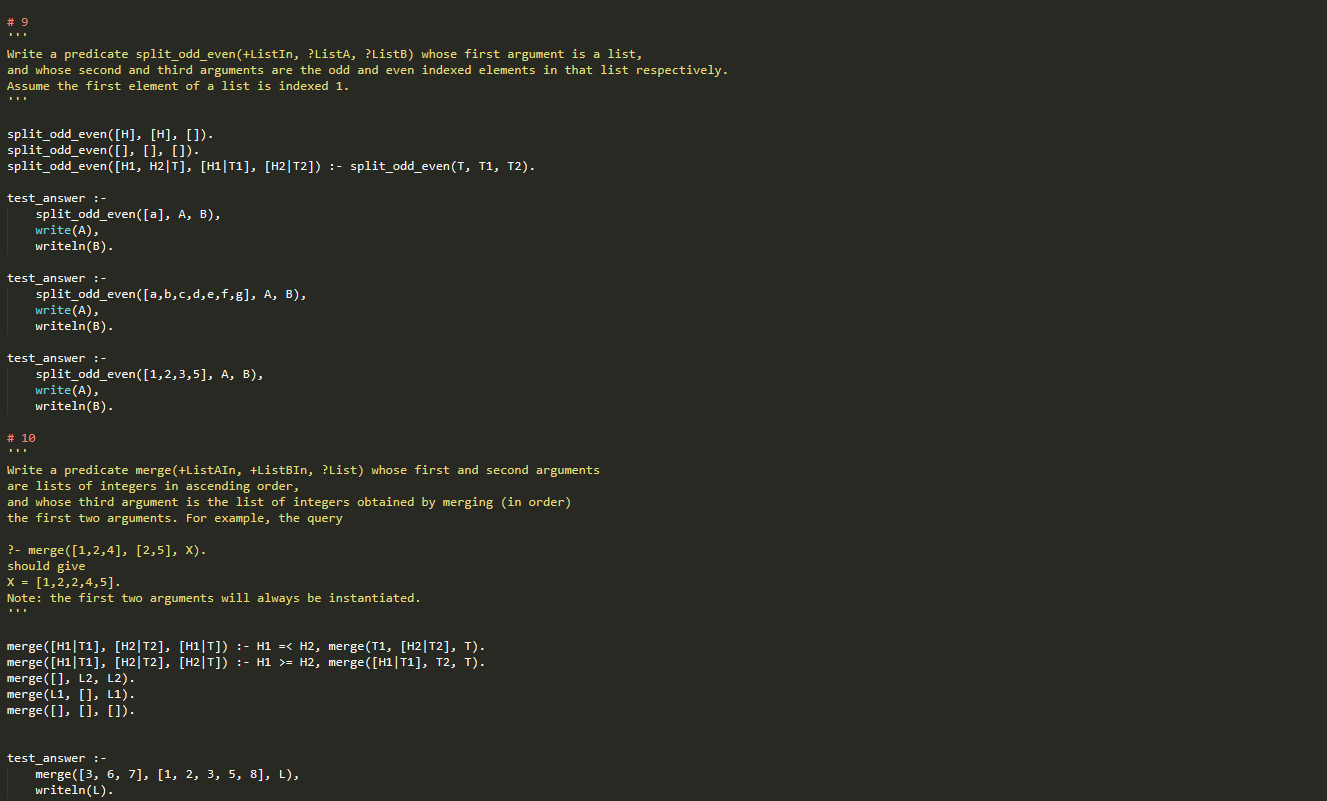 # 9
'''
Write a predicate split_odd_even(+ListIn, ?ListA, ?ListB) whose first argument is a list,
and whose second and third arguments are the odd and even indexed elements in that list respectively.
Assume the first element of a list is indexed 1.
'''
split_odd_even([H], [H], []).
split_odd_even([], [], []).
split_odd_even([H1, H2|T], [H1|T1], [H2|T2]) :- split_odd_even(T, T1, T2).
test_answer :-
    split_odd_even([a], A, B),
    write(A),
    writeln(B).
test_answer :-
    split_odd_even([a,b,c,d,e,f,g], A, B),
    write(A),
    writeln(B).
test_answer :-
    split_odd_even([1,2,3,5], A, B),
    write(A),
    writeln(B).
# 10
'''
Write a predicate merge(+ListAIn, +ListBIn, ?List) whose first and second arguments
are lists of integers in ascending order,
and whose third argument is the list of integers obtained by merging (in order)
the first two arguments. For example, the query
?- merge([1,2,4], [2,5], X).
should give
X = [1,2,2,4,5].
Note: the first two arguments will always be instantiated.
'''
merge([H1|T1], [H2|T2], [H1|T]) :- H1 =< H2, merge(T1, [H2|T2], T).
merge([H1|T1], [H2|T2], [H2|T]) :- H1 >= H2, merge([H1|T1], T2, T).
merge([], L2, L2).
merge(L1, [], L1).
merge([], [], []).
test_answer :-
    merge([3, 6, 7], [1, 2, 3, 5, 8], L),
    writeln(L).